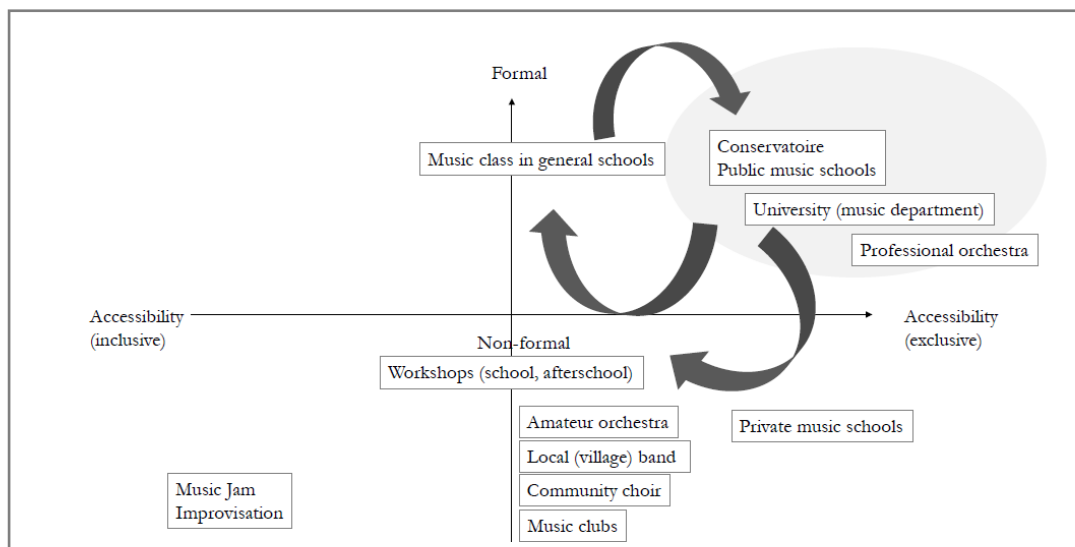 Formal
Music class in general schools
Conservatoire
Public music schools
University (music department)
Professional orchestra
Accessibility
(inclusive)
Accessibility
(exclusive)
Non-formal
Workshops (school, afterschool)
Amateur orchestra
Private music schools
Local (village) band
Community choir
Music clubs
Music Jam
Improvisation